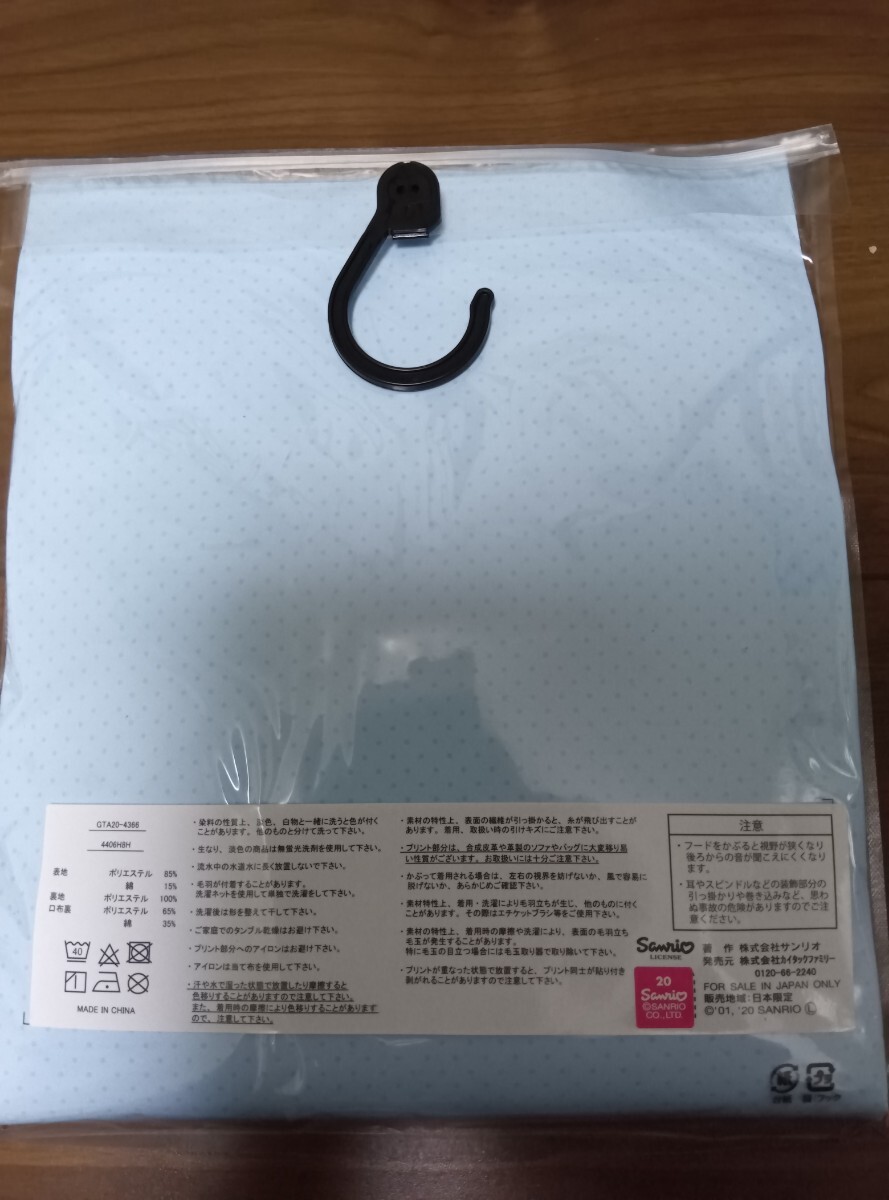 GTA20-4366
4406H8H
表地 ポリエステル 85%
綿 15%
裏地 ポリエステル 100%
口布裏 ポリエステル 65%
綿 35%
40
MADE IN CHINA
・染料の性質上、濃色、白物と一緒に洗うと色が付く
ことがあります。他のものと分けて洗って下さい。
・生なり、淡色の商品は無蛍光洗剤を使用して下さい。
・流水中の水道水に長く放置しないで下さい。
・毛羽が付着することがあります。
洗濯ネットを使用して単独で洗濯をして下さい。
・洗濯後は形を整えて干して下さい。
・ご家庭でのタンブル乾燥はお避け下さい。
・プリント部分へのアイロンはお避け下さい。
・アイロンは当て布を使用して下さい。
・汗や水で湿った状態で放置したり摩擦すると
色移りすることがありますので注意して下さい。
また、着用時の摩擦により色移りすることがあります
ので、注意して下さい。
・素材の特性上、表面の繊維が引っ掛かると、糸が飛び出すことが
あります。着用、取扱い時の引けキズにご注意下さい。
・プリント部分は、合成皮革や革製のソファやバッグに大変移り易
い性質がございます。お取扱いには十分ご注意下さい。
・かぶって着用される場合は、左右の視界を妨げないか、風で容易に
脱げないか、あらかじめご確認下さい。
・素材特性上、着用・洗濯により毛羽立ちが生じ、他のものに付く
ことがあります。その際はエチケットブラシ等をご使用下さい。
・素材の特性上、着用時の摩擦や洗濯により、表面の毛羽立ち
毛玉が発生することがあります。
特に毛玉の目立つ場合には毛玉取り器で取り除いて下さい。
・プリントが重なった状態で放置すると、プリント同士が貼り付き
剥がれることがありますので注意して下さい。
注意
・フードをかぶると視野が狭くなり
後ろからの音が聞こえにくくなり
ます。
・耳やスピンドルなどの装飾部分の
引っ掛かりや巻き込みなど、思わ
ぬ事故の危険がありますのでご注
意ください。
Sanrio
LICENSE
20
Sanrio
©SANRIO
CO.,LTD.
著 作 株式会社サンリオ
発売元 株式会社カイタックファミリー
0120-66-2240
FOR SALE IN JAPAN ONLY
販売地域:日本限定
©'01, '20 SANRIO Ⓛ
紙 プラ